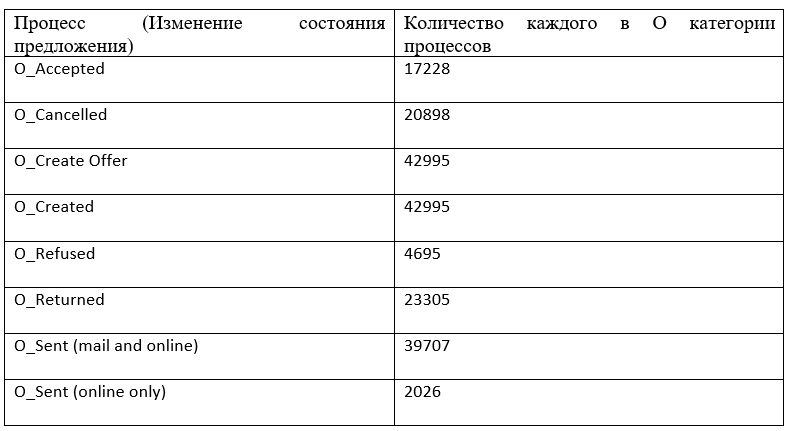 Процесс (Изменение состояния
предложения)
Количество каждого в О категории
процессов
O_Accepted
17228
O_Cancelled
20898
O_Create Offer
42995
O_Created
42995
O_Refused
4695
O_Returned
23305
O_Sent (mail and online)
39707
O_Sent (online only)
2026